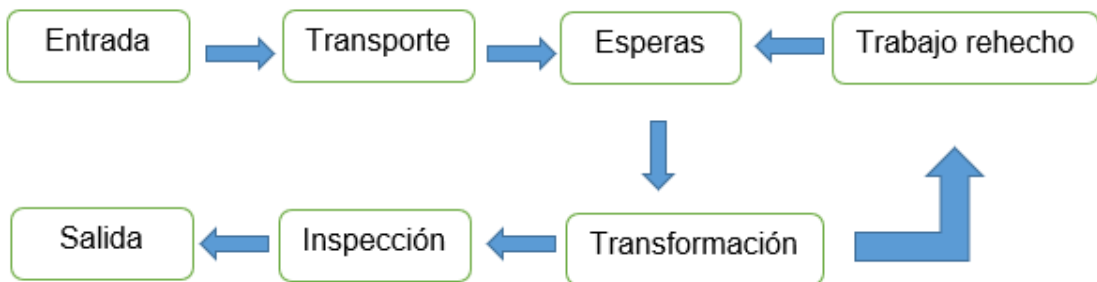 Entrada
Transporte
Esperas
Trabajo rehecho
Salida
Inspección
Transformación